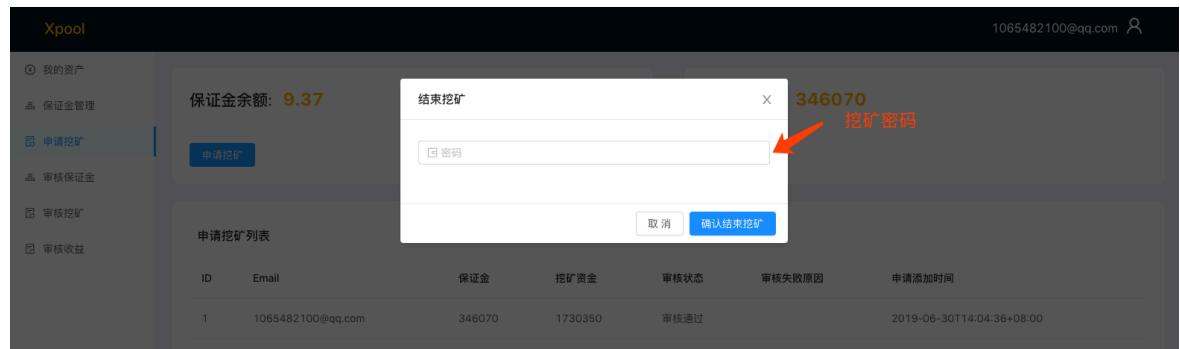 Xpool
1065482100@qq.com
我的资产
保证金管理
申请挖矿
审核保证金
审核挖矿
审核收益
保证金余额: 9.37
346070
申请挖矿
结束挖矿
X
密码
取 消
确认结束挖矿
挖矿密码
申请挖矿列表
ID Email 保证金 挖矿资金 审核状态 审核失败原因 申请添加时间
1 1065482100@qq.com 346070 1730350 审核通过 2019-06-30T14:04:36+08:00